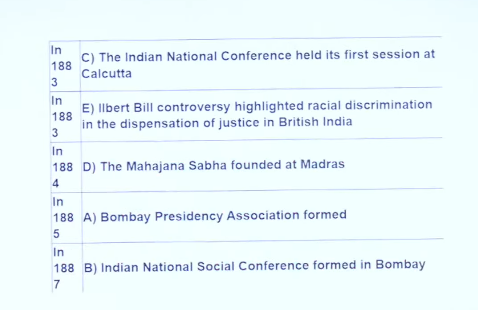 In
188
3
C) The Indian National Conference held its first session at
Calcutta
In
188
3
E) Ilbert Bill controversy highlighted racial discrimination
in the dispensation of justice in British India
In
188
4
D) The Mahajana Sabha founded at Madras
In
188
5
A) Bombay Presidency Association formed
In
188
7
B) Indian National Social Conference formed in Bombay